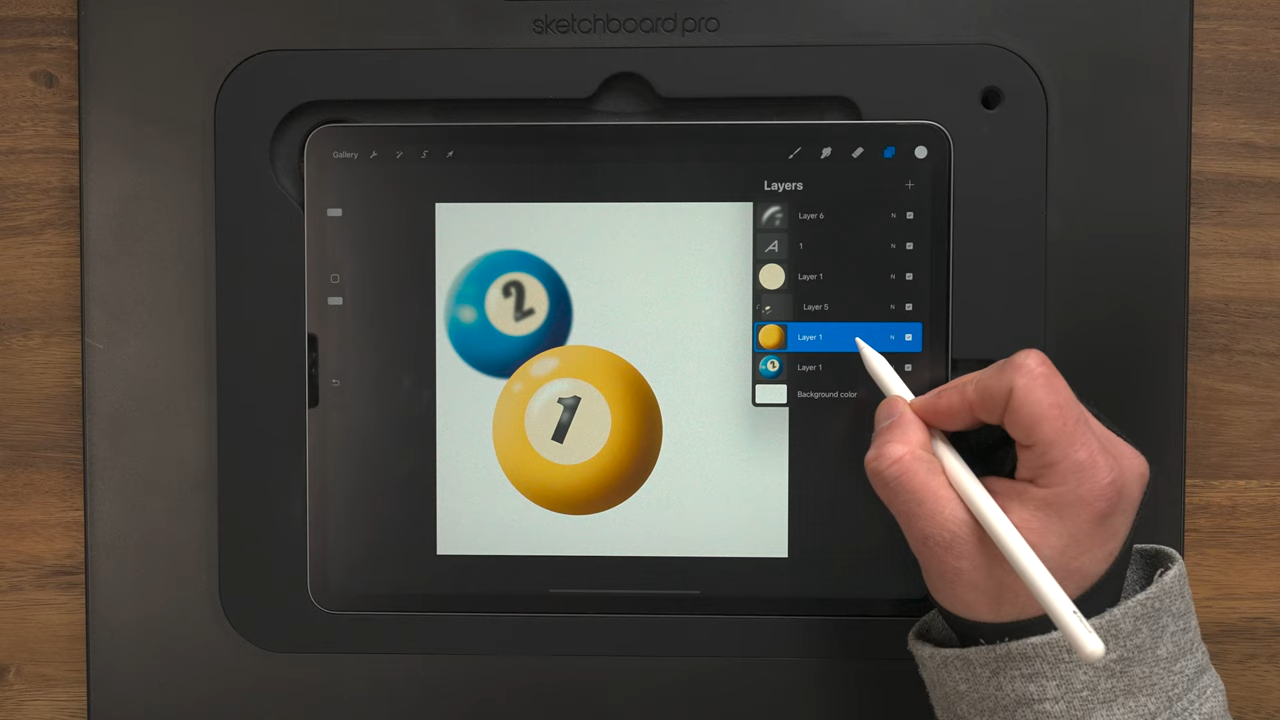 sketchboard pro
Gallery
Layers
Layer 6 N
A 1 N
Layer 1 N
Layer 5 N
Layer 1 N
2 Layer 1
Background color
2
1